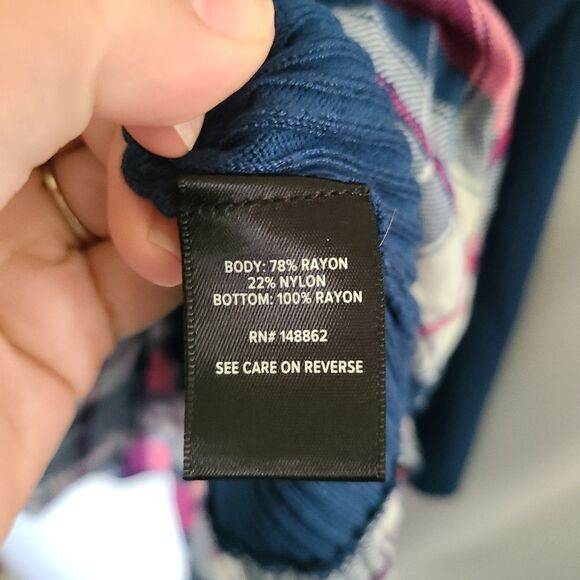 BODY: 78% RAYON
22% NYLON
BOTTOM: 100% RAYON
RN# 148862
SEE CARE ON REVERSE